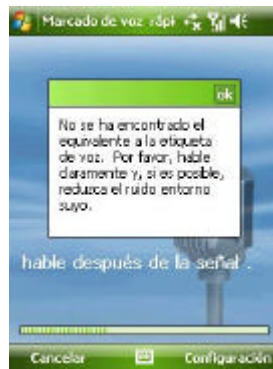 Marcado de voz rápi
ok
No se ha encontrado el
equivalente a la etiqueta
de voz. Por favor, hable
claramente y, si es posible,
reduzca el ruido entorno
suyo.
hable después de la señal .
Cancelar
Configuración